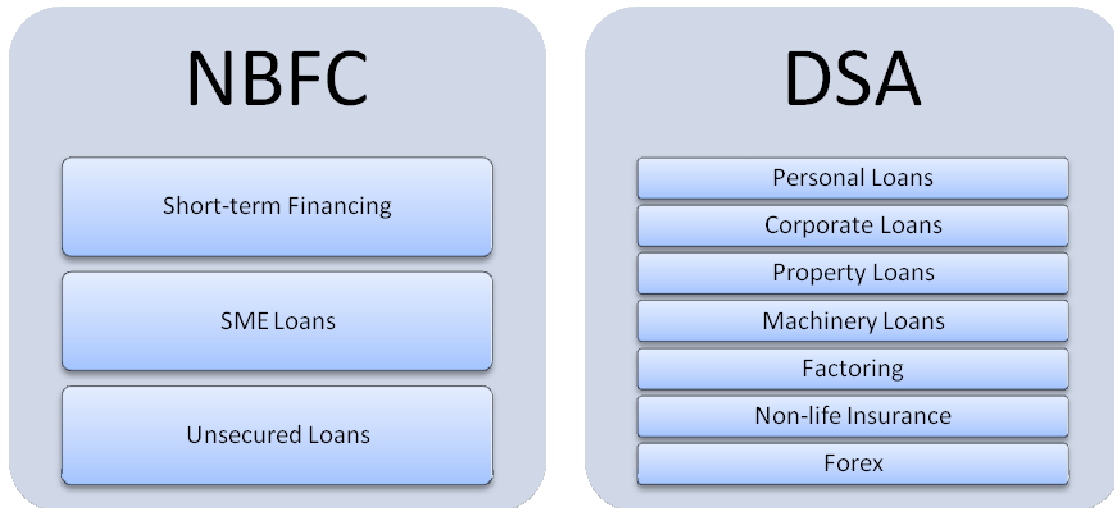 NBFC
Short-term Financing
SME Loans
Unsecured Loans
DSA
Personal Loans
Corporate Loans
Property Loans
Machinery Loans
Factoring
Non-life Insurance
Forex